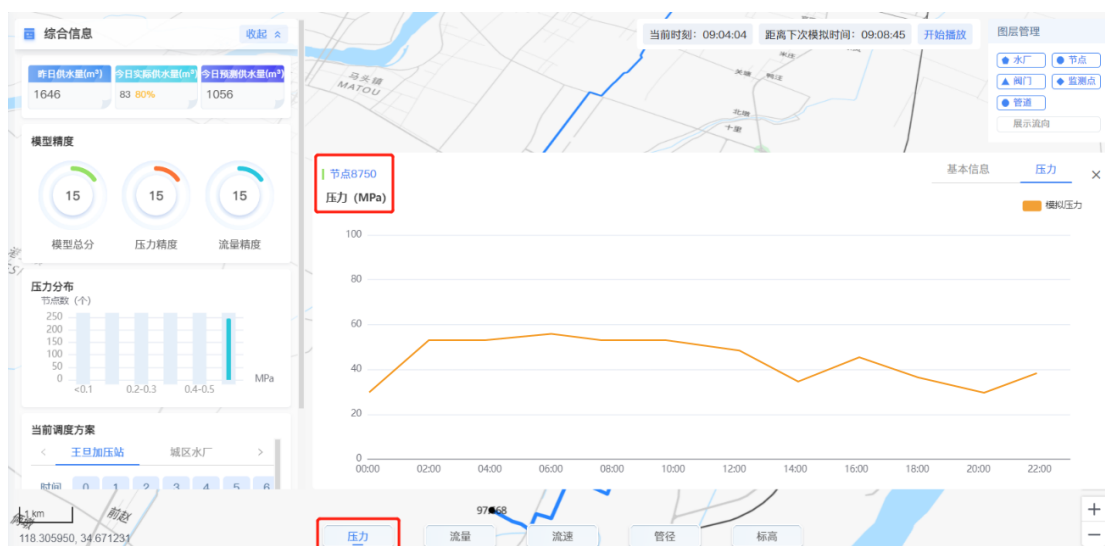 综合信息
收起
当前时刻：09:04:04
距离下次模拟时间：09:08:45
开始播放
图层管理
水厂
节点
阀门
监测点
管道
展示流向
昨日供水量(m³)
今日实际供水量(m³)
今日预测供水量(m³)
1646
83 80%
1056
马头镇
MATOU
北墩
十里
模型精度
15
15
15
模型总分
压力精度
流量精度
节点8750
压力（MPa）
基本信息
压力
模拟压力
100
80
60
40
20
0
00:00
02:00
04:00
06:00
08:00
10:00
12:00
14:00
16:00
18:00
20:00
22:00
压力分布
节点数（个）
250
200
150
100
50
0
<0.1
0.2-0.3
0.4-0.5
MPa
当前调度方案
王旦加压站
城区水厂
时间
0
1
2
3
4
5
6
1 km
前赵
118.305950, 34.671231
压力
流量
流速
管径
标高